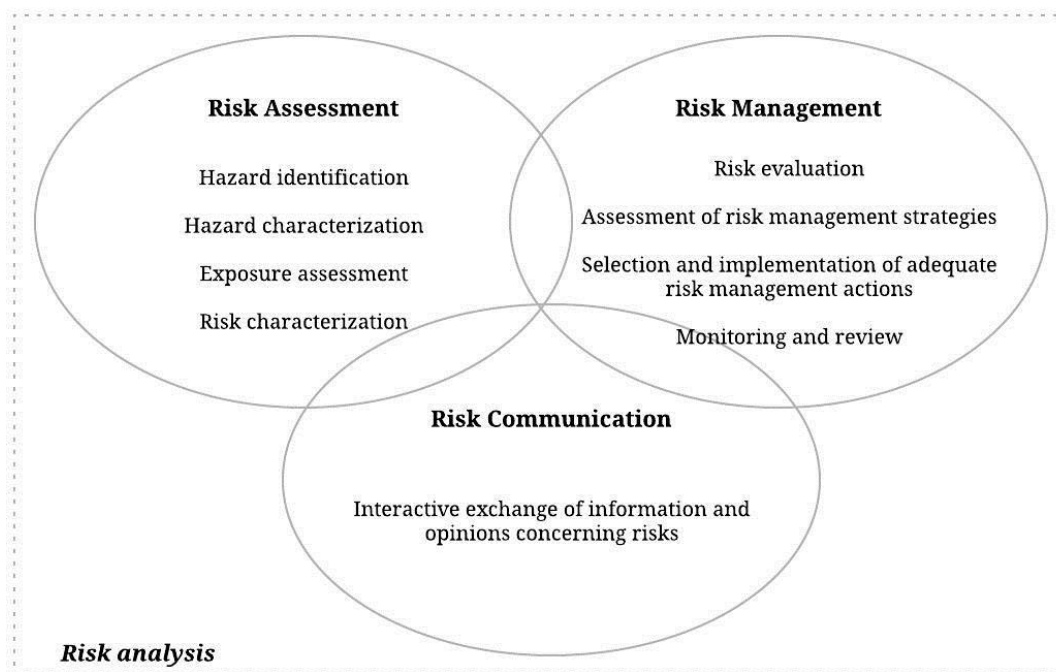 Risk Assessment
Hazard identification
Hazard characterization
Exposure assessment
Risk characterization
Risk Management
Risk evaluation
Assessment of risk management strategies
Selection and implementation of adequate
risk management actions
Monitoring and review
Risk Communication
Interactive exchange of information and
opinions concerning risks
Risk analysis